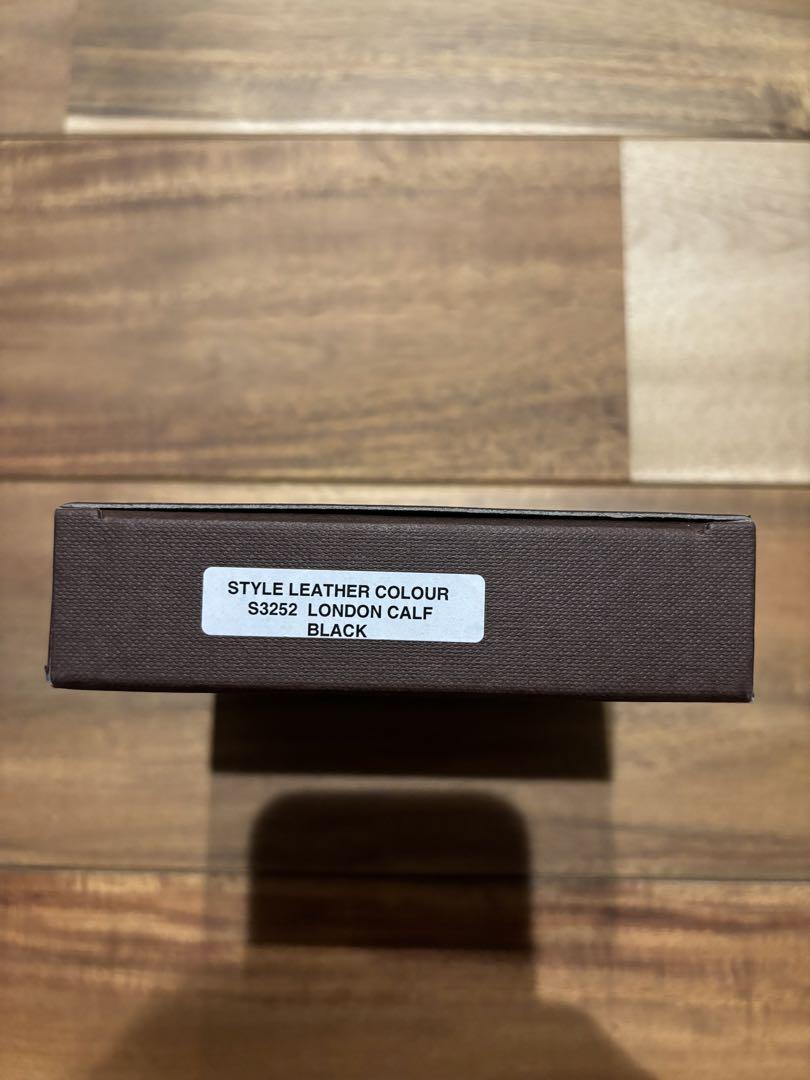 STYLE LEATHER COLOUR
S3252 LONDON CALF
BLACK